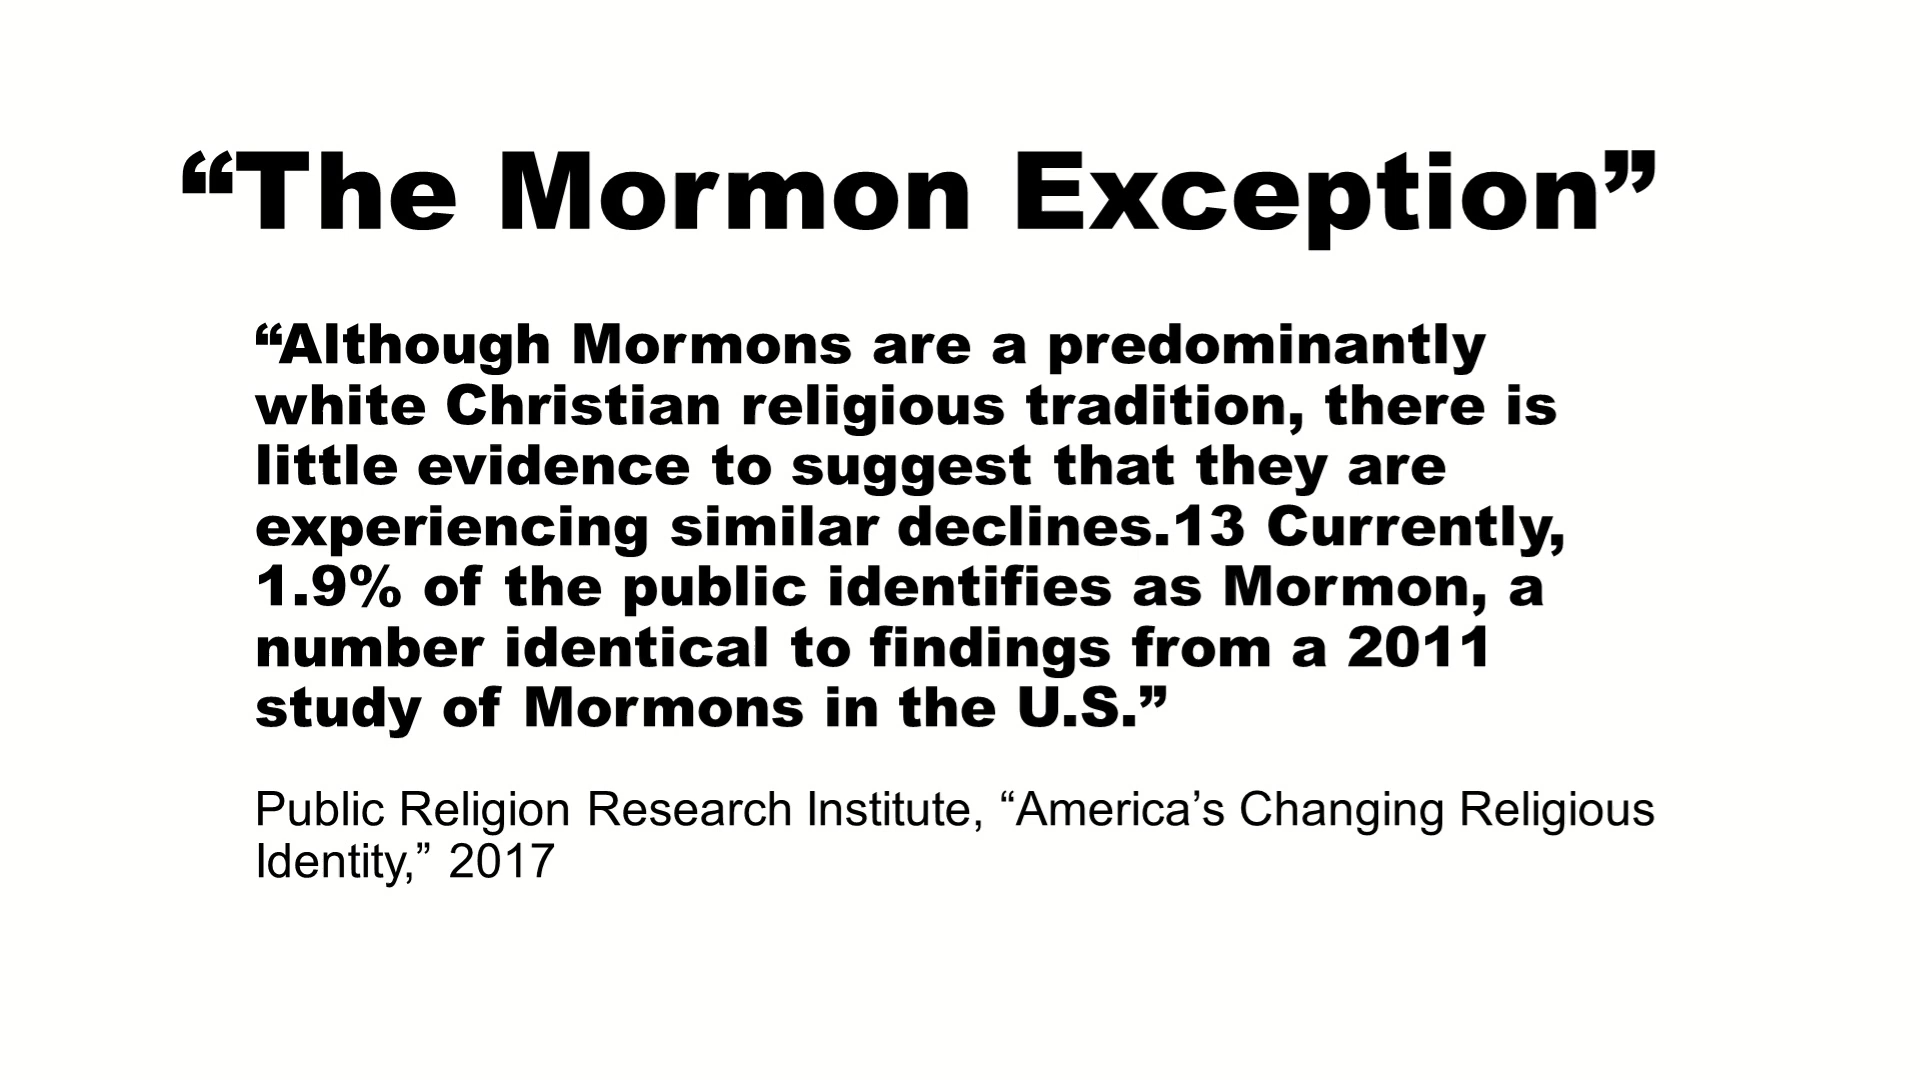 “The Mormon Exception”
“Although Mormons are a predominantly
white Christian religious tradition, there is
little evidence to suggest that they are
experiencing similar declines.13 Currently,
1.9% of the public identifies as Mormon, a
number identical to findings from a 2011
study of Mormons in the U.S.”
Public Religion Research Institute, “America’s Changing Religious
Identity,” 2017